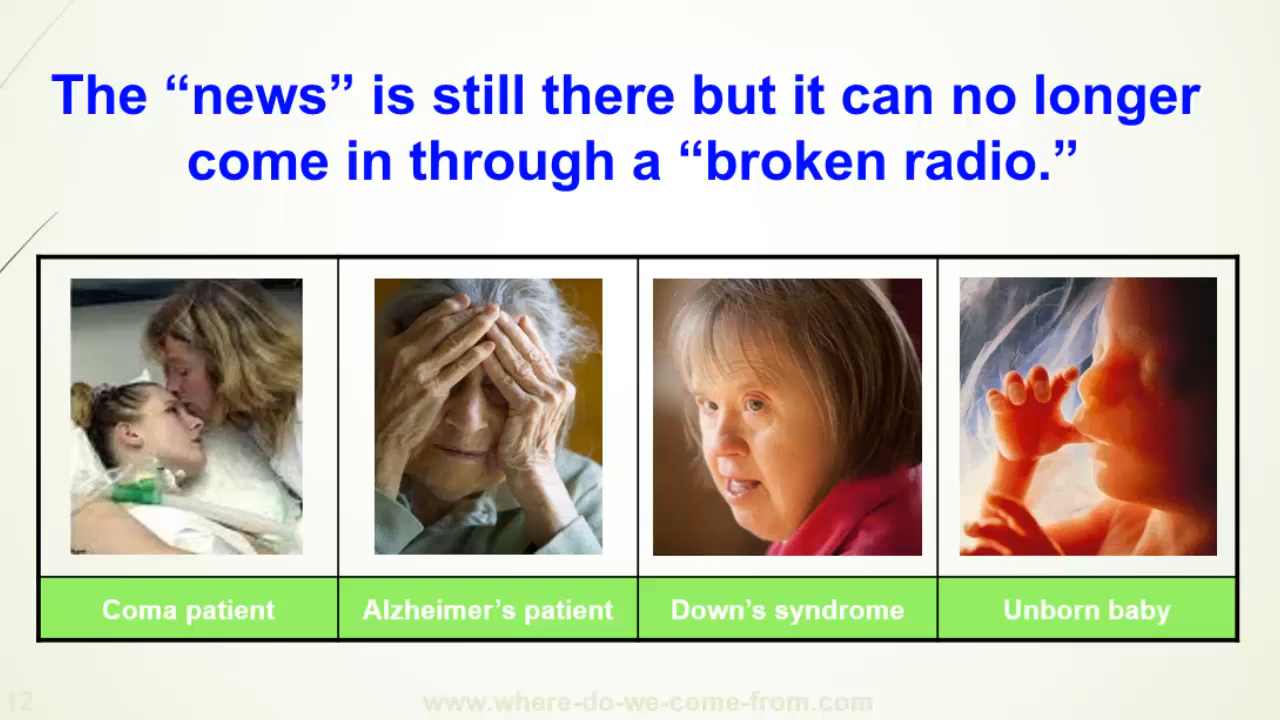 The “news” is still there but it can no longer
come in through a “broken radio.”
Coma patient
Alzheimer’s patient
Down’s syndrome
Unborn baby
12
www.where-do-we-come-from.com